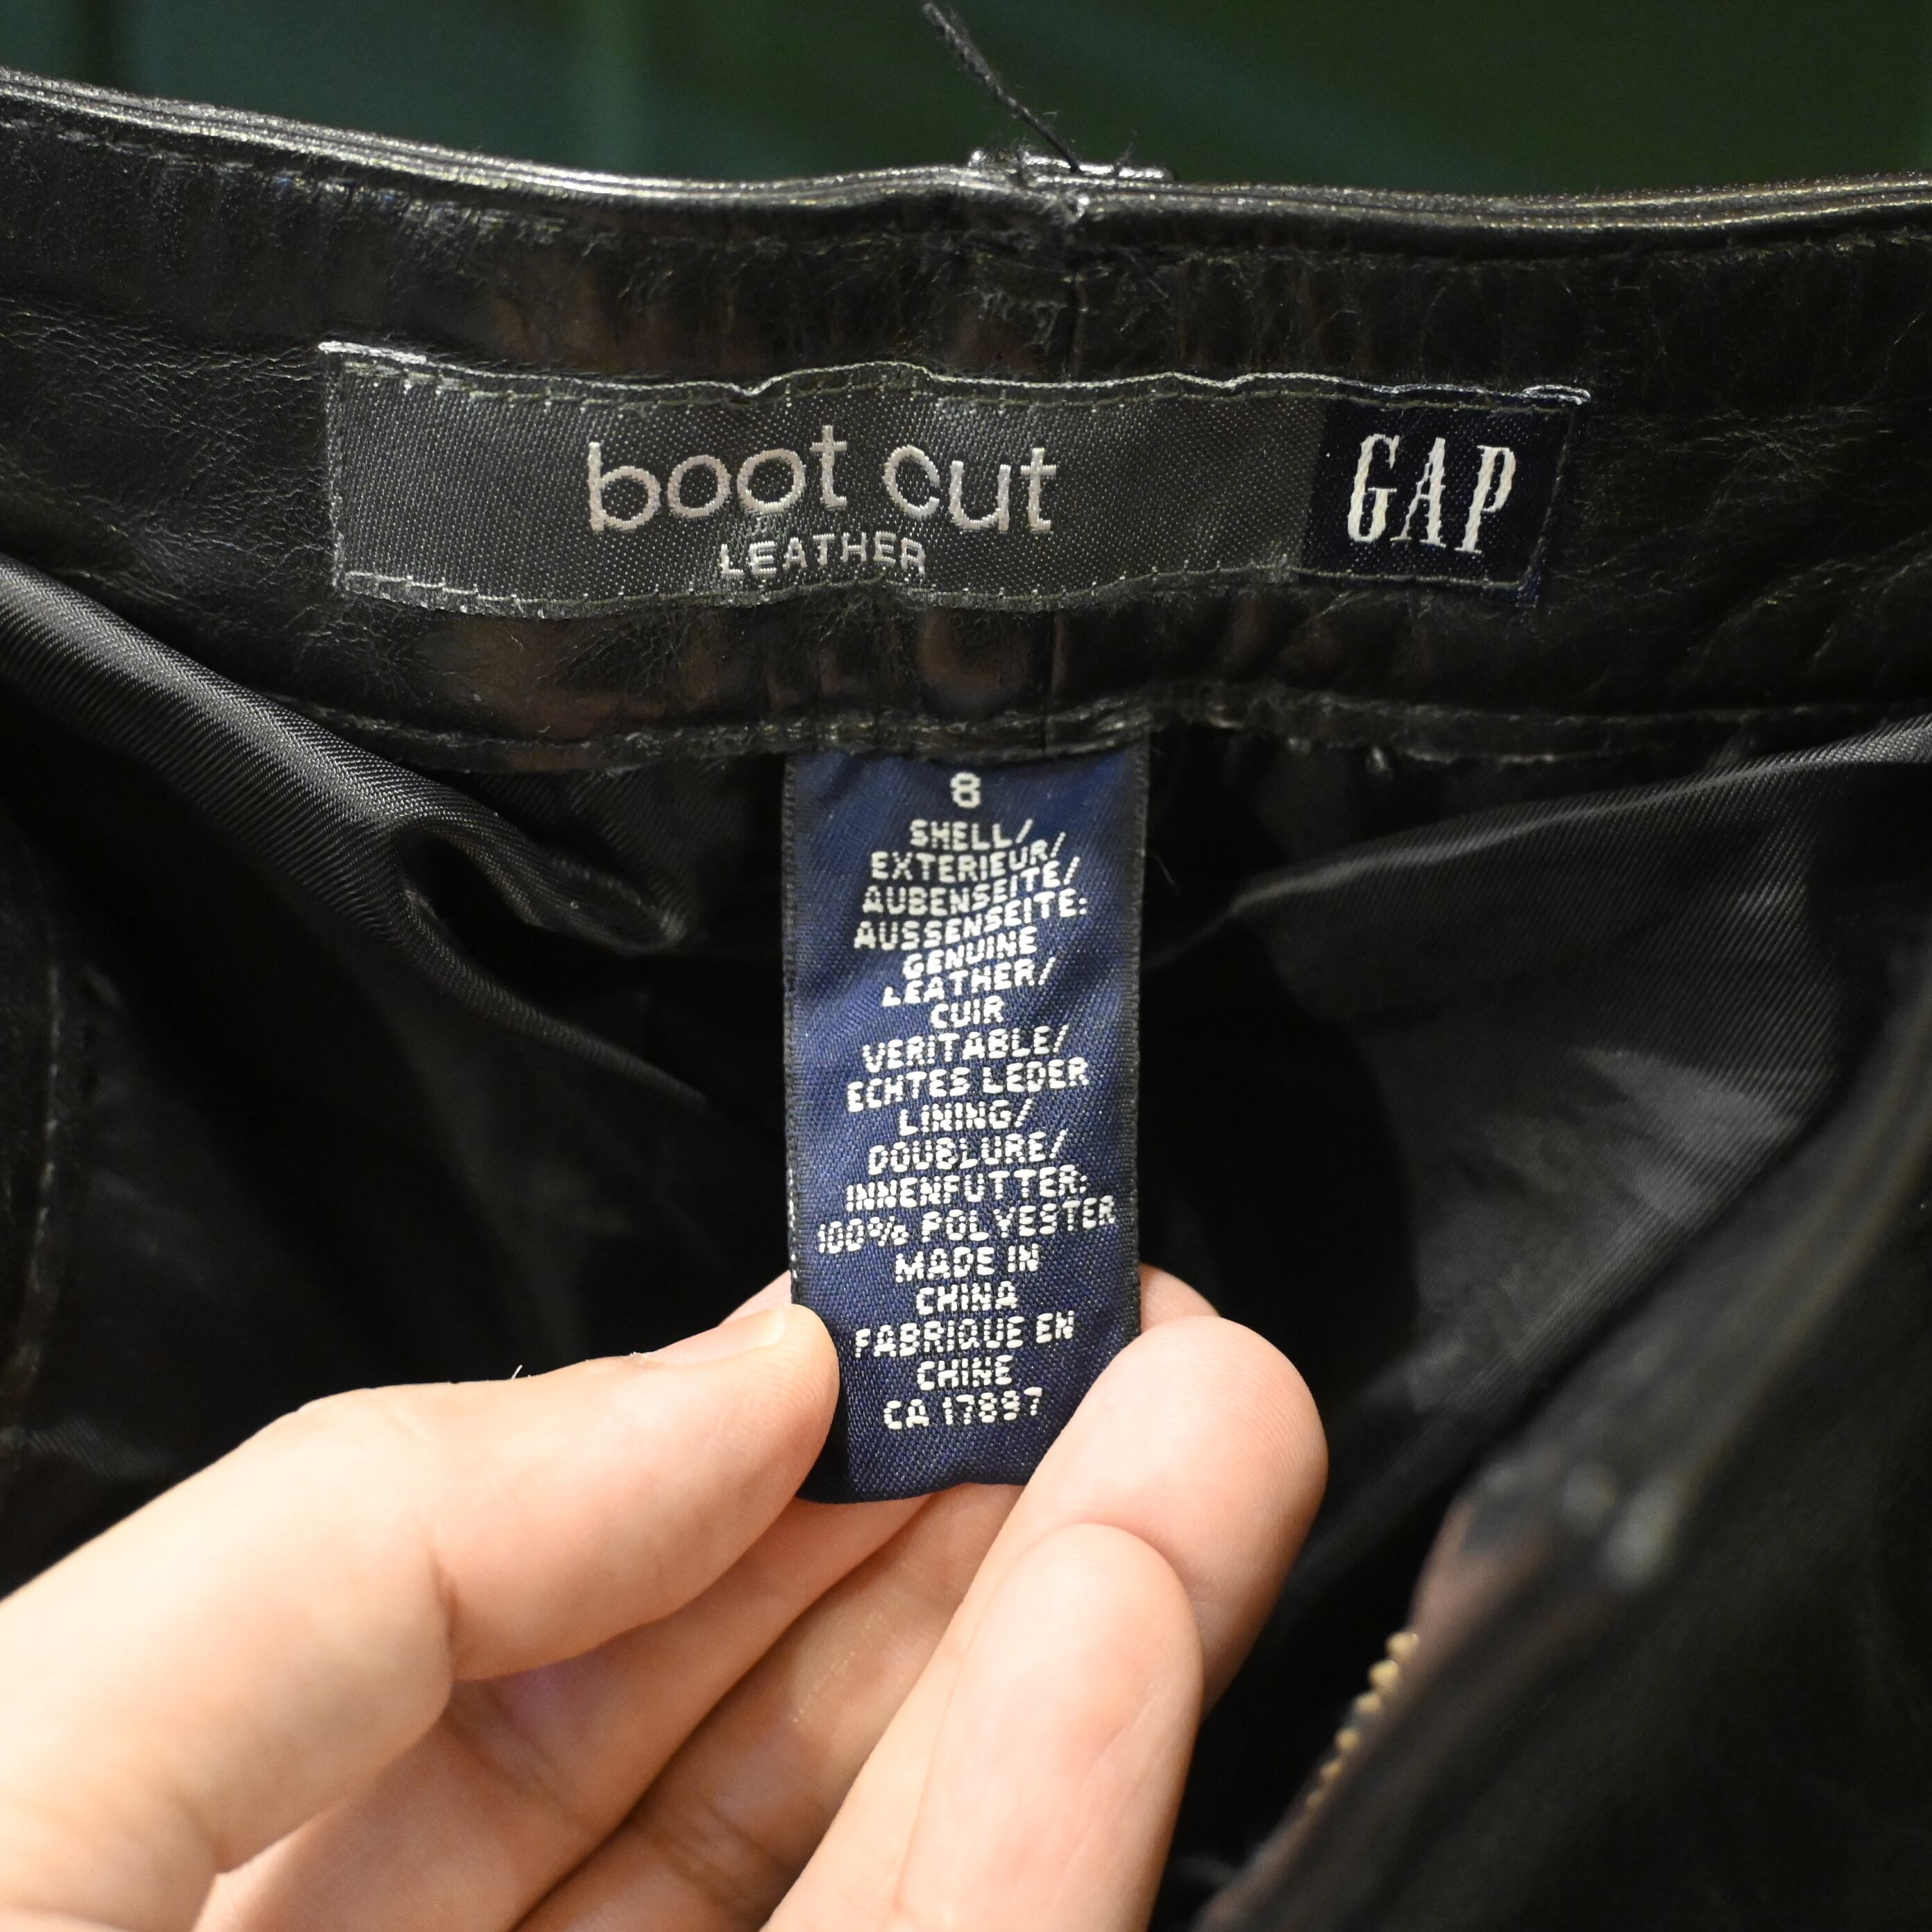 boot cut
LEATHER
GAP
8
SHELL/
EXTERIEUR/
AUBENSEITE/
AUSSENSEITE:
GENUINE
LEATHER/
CUIR
VERITABLE/
ECHTES LEDER
LINING/
DOUBLURE/
INNENFUTTER:
100% POLYESTER
MADE IN
CHINA
FABRIQUE EN
CHINE
CA 17897